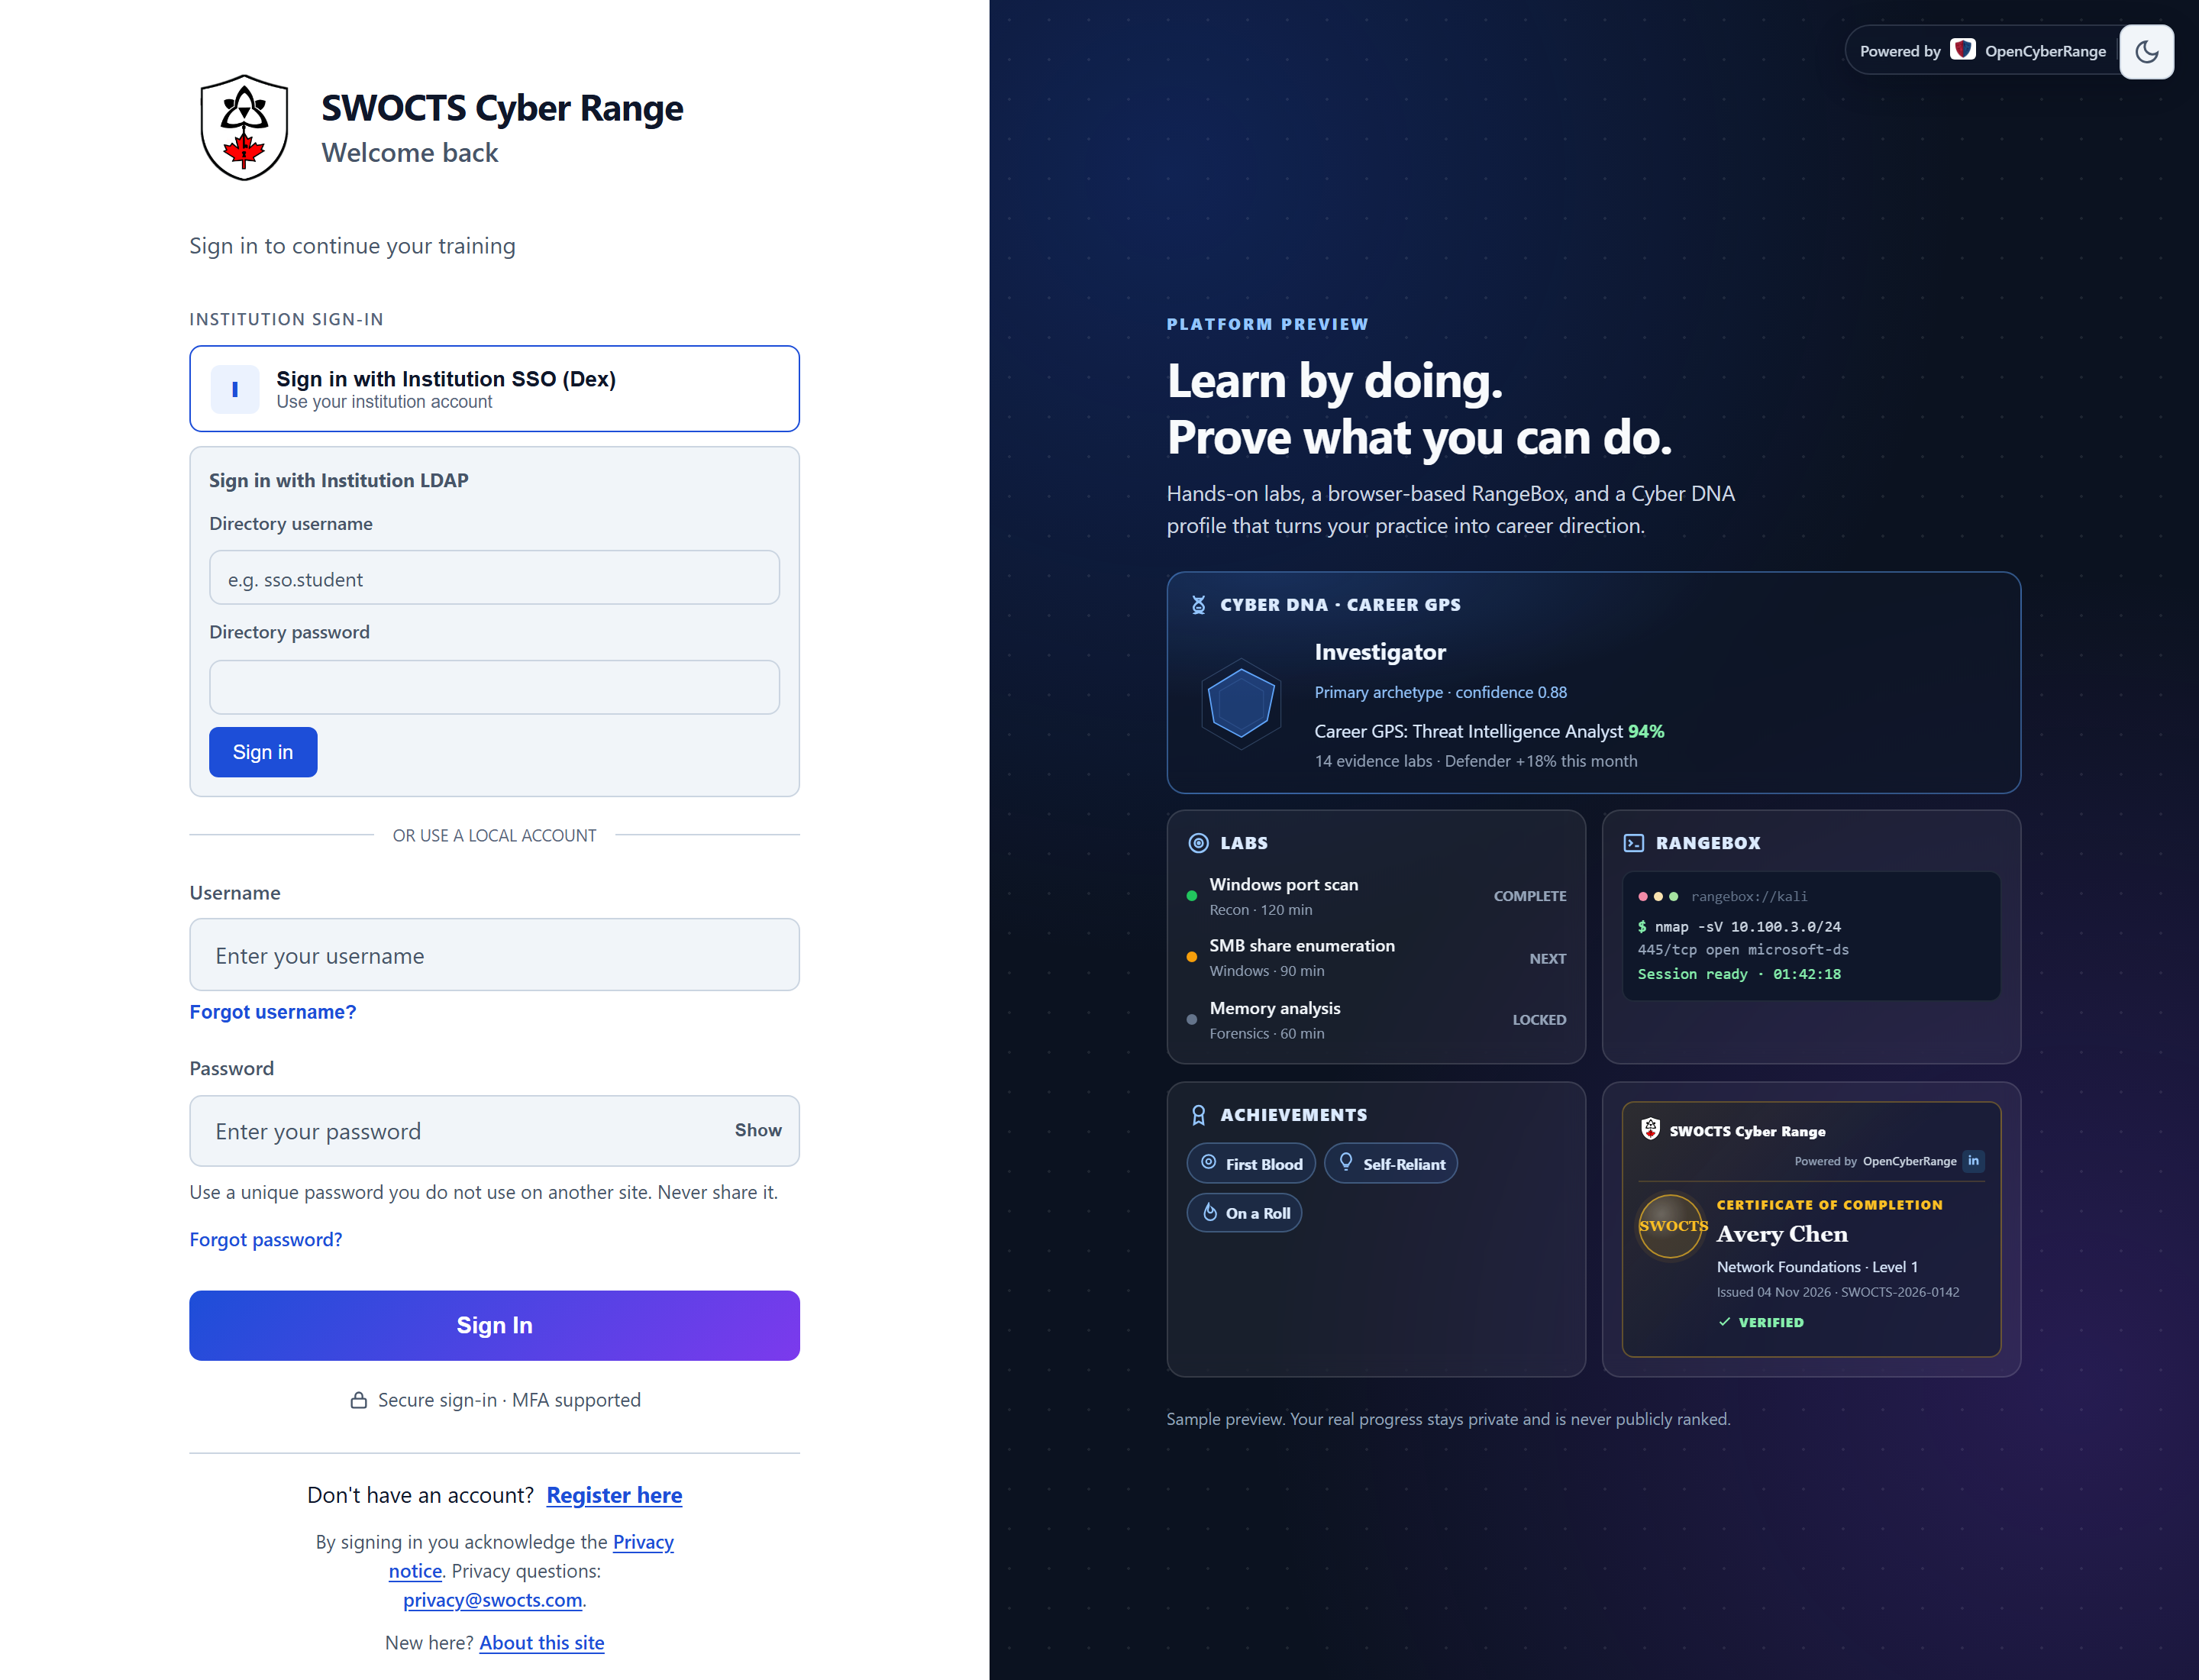 SWOCTS Cyber Range
Welcome back
Sign in to continue your training
INSTITUTION SIGN-IN
I
Sign in with Institution SSO (Dex)
Use your institution account
Sign in with Institution LDAP
Directory username
e.g. sso.student
Directory password
Sign in
OR USE A LOCAL ACCOUNT
Username
Enter your username
Forgot username?
Password
Enter your password
Show
Use a unique password you do not use on another site. Never share it.
Forgot password?
Sign In
Secure sign-in · MFA supported
Don't have an account? Register here
By signing in you acknowledge the Privacy
notice. Privacy questions:
privacy@swocts.com.
New here? About this site
Powered by OpenCyberRange
PLATFORM PREVIEW
Learn by doing.
Prove what you can do.
Hands-on labs, a browser-based RangeBox, and a Cyber DNA
profile that turns your practice into career direction.
CYBER DNA · CAREER GPS
Investigator
Primary archetype · confidence 0.88
Career GPS: Threat Intelligence Analyst 94%
14 evidence labs · Defender +18% this month
LABS
Windows port scan
Recon · 120 min
COMPLETE
SMB share enumeration
Windows · 90 min
NEXT
Memory analysis
Forensics · 60 min
LOCKED
RANGEBOX
rangebox://kali
$ nmap -sV 10.100.3.0/24
445/tcp open microsoft-ds
Session ready · 01:42:18
ACHIEVEMENTS
First Blood
Self-Reliant
On a Roll
SWOCTS Cyber Range
Powered by OpenCyberRange in
SWOCTS
CERTIFICATE OF COMPLETION
Avery Chen
Network Foundations · Level 1
Issued 04 Nov 2026 · SWOCTS-2026-0142
VERIFIED
Sample preview. Your real progress stays private and is never publicly ranked.